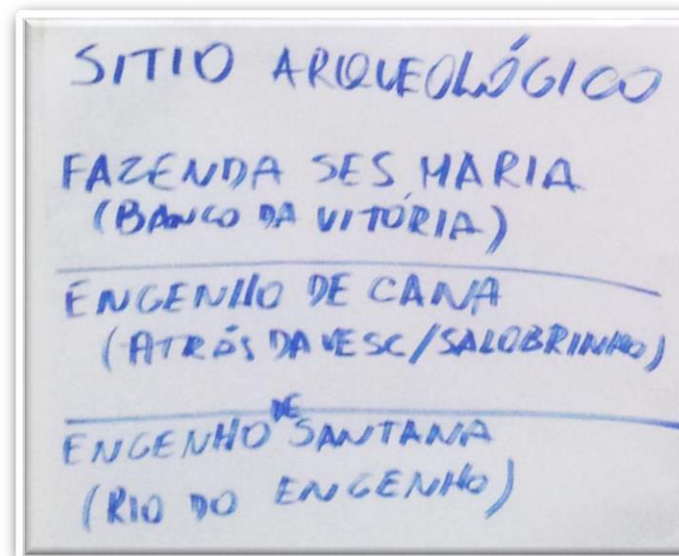 SITIO ARQUEOLÓGICO
FAZENDA SES MARIA
(BANCO DA VITÓRIA)
ENGENHO DE CANA
(ATRÁS DA UESC/SALOBRINHO)
ENGENHO DE SANTANA
(RIO DO ENGENHO)